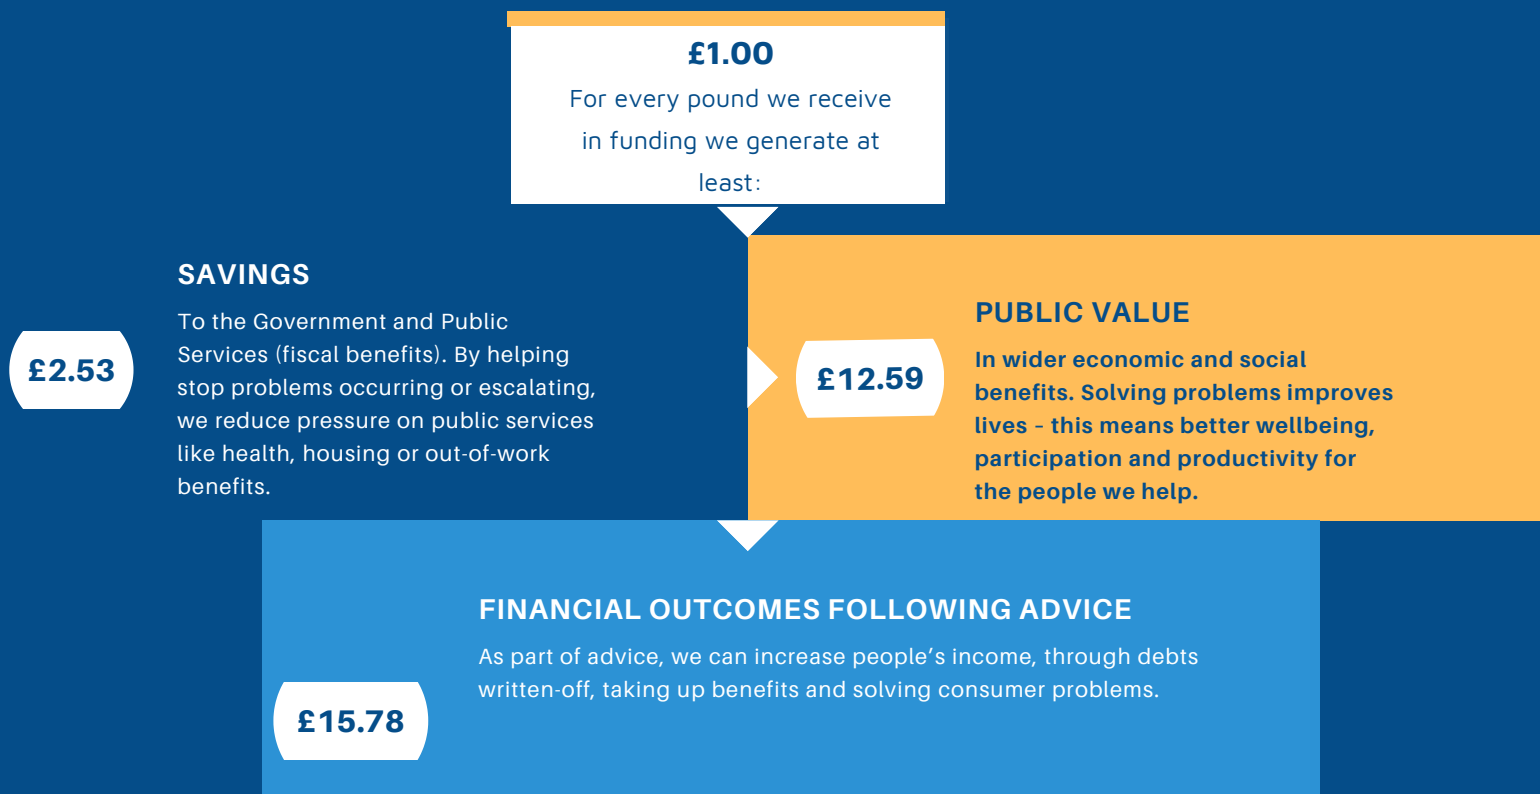 £1.00
For every pound we receive
in funding we generate at
least:
SAVINGS
To the Government and Public
Services (fiscal benefits). By helping
stop problems occurring or escalating,
we reduce pressure on public services
like health, housing or out-of-work
benefits.
£2.53
PUBLIC VALUE
In wider economic and social
benefits. Solving problems improves
lives – this means better wellbeing,
participation and productivity for
the people we help.
£12.59
FINANCIAL OUTCOMES FOLLOWING ADVICE
As part of advice, we can increase people’s income, through debts
written-off, taking up benefits and solving consumer problems.
£15.78